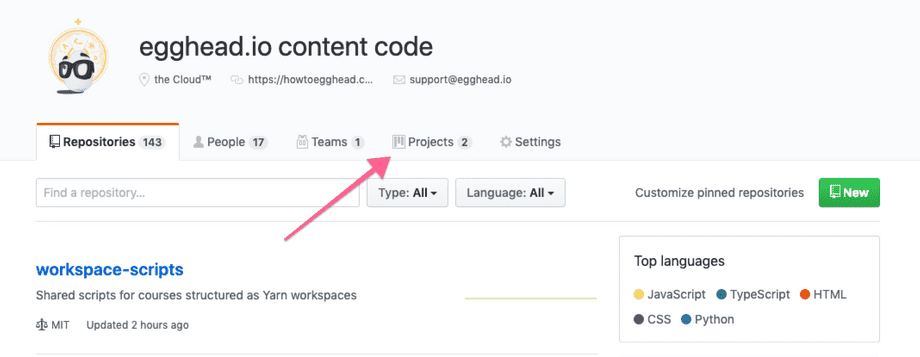 egghead.io content code
the Cloud™ https://howtoegghead.c... support@egghead.io
Repositories 143 People 17 Teams 1 Projects 2 Settings
Find a repository... Type: All Language: All Customize pinned repositories New
workspace-scripts
Shared scripts for courses structured as Yarn workspaces
MIT Updated 2 hours ago
Top languages
JavaScript TypeScript HTML
CSS Python